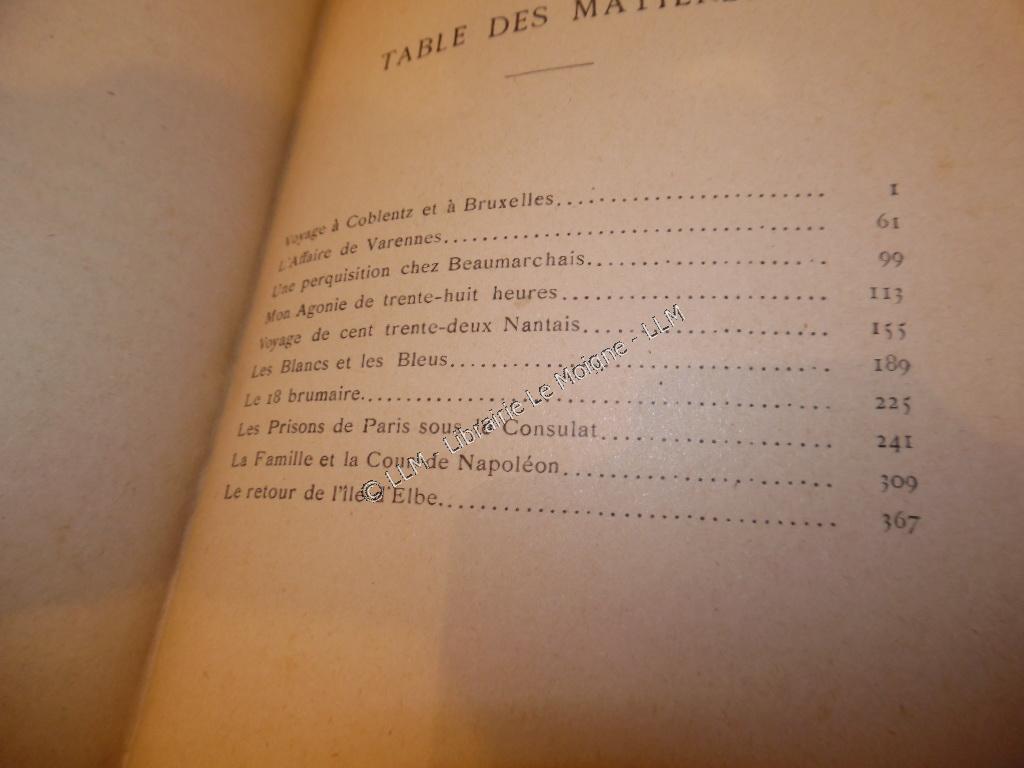 TABLE DES MATIÈRES
Voyage à Coblentz et à Bruxelles 1
L'Affaire de Varennes 61
Une perquisition chez Beaumarchais 99
Mon Agonie de trente-huit heures 113
Voyage de cent trente-deux Nantais 155
Les Blancs et les Bleus 189
Le 18 brumaire 225
Les Prisons de Paris sous le Consulat 241
La Famille et la Cour de Napoléon 309
Le retour de l'île d'Elbe 367
© LLM - Librairie Le Moigne - LLM